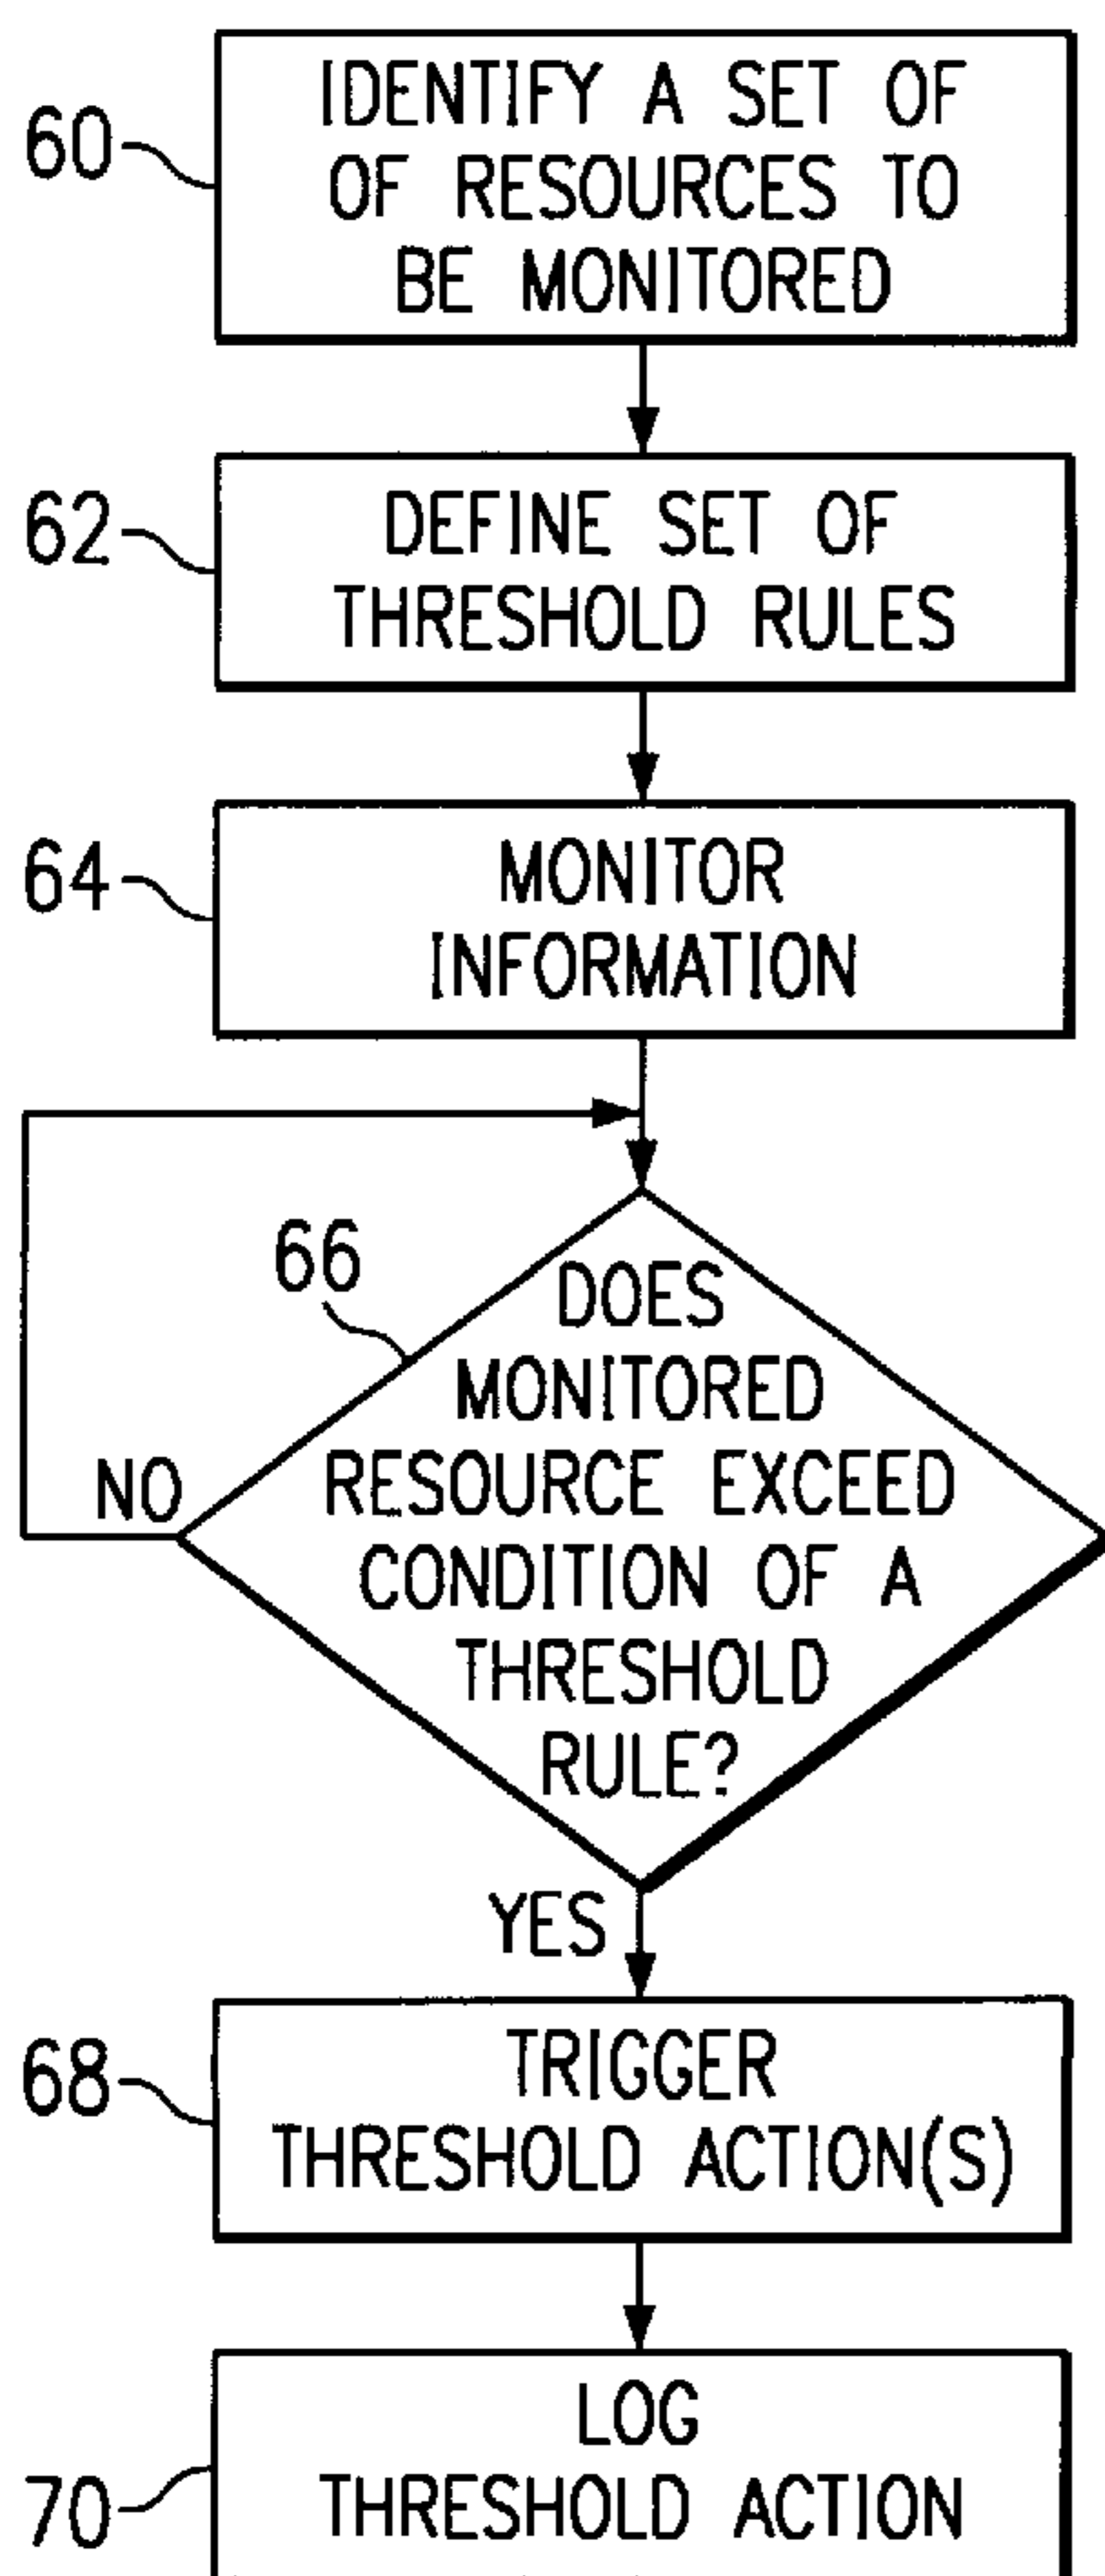 60
IDENTIFY A SET OF
OF RESOURCES TO
BE MONITORED
62
DEFINE SET OF
THRESHOLD RULES
64
MONITOR
INFORMATION
66
DOES
MONITORED
RESOURCE EXCEED
CONDITION OF A
THRESHOLD
RULE?
NO
YES
68
TRIGGER
THRESHOLD ACTION(S)
70
LOG
THRESHOLD ACTION